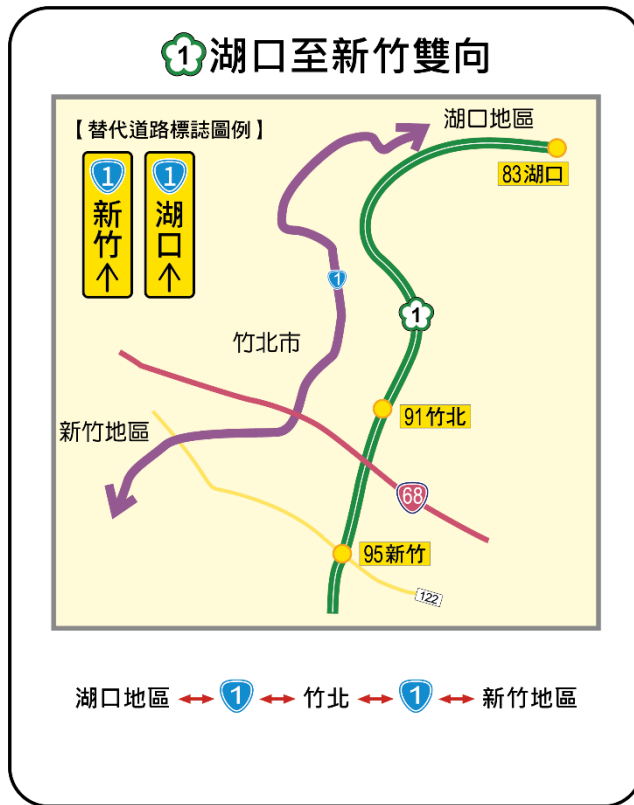 1 湖口至新竹雙向
【替代道路標誌圖例】
1 新竹↑
1 湖口↑
湖口地區
83湖口
1
1
竹北市
91竹北
新竹地區
68
95新竹
122
湖口地區 ↔ 1 ↔ 竹北 ↔ 1 ↔ 新竹地區